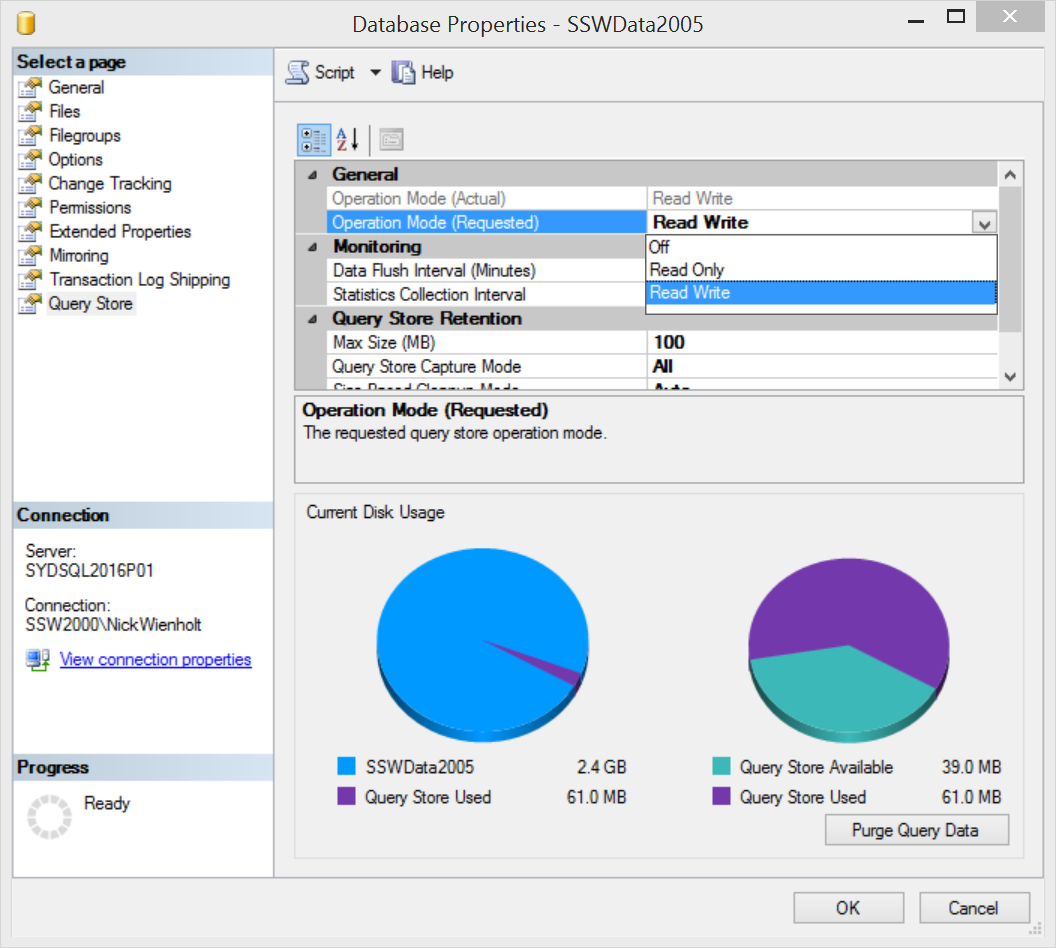 Database Properties - SSWData2005
Select a page
General
Files
Filegroups
Options
Change Tracking
Permissions
Extended Properties
Mirroring
Transaction Log Shipping
Query Store
Connection
Server:
SYDSQL2016P01
Connection:
SSW2000\NickWienholt
View connection properties
Progress
Ready
Script Help
General
Operation Mode (Actual) Read Write
Operation Mode (Requested) Read Write
Off
Monitoring
Data Flush Interval (Minutes) Read Only
Statistics Collection Interval Read Write
Query Store Retention
Max Size (MB) 100
Query Store Capture Mode All
Size Based Cleanup Mode Auto
Operation Mode (Requested)
The requested query store operation mode.
Current Disk Usage
SSWData2005 2.4 GB
Query Store Used 61.0 MB
Query Store Available 39.0 MB
Query Store Used 61.0 MB
Purge Query Data
OK Cancel